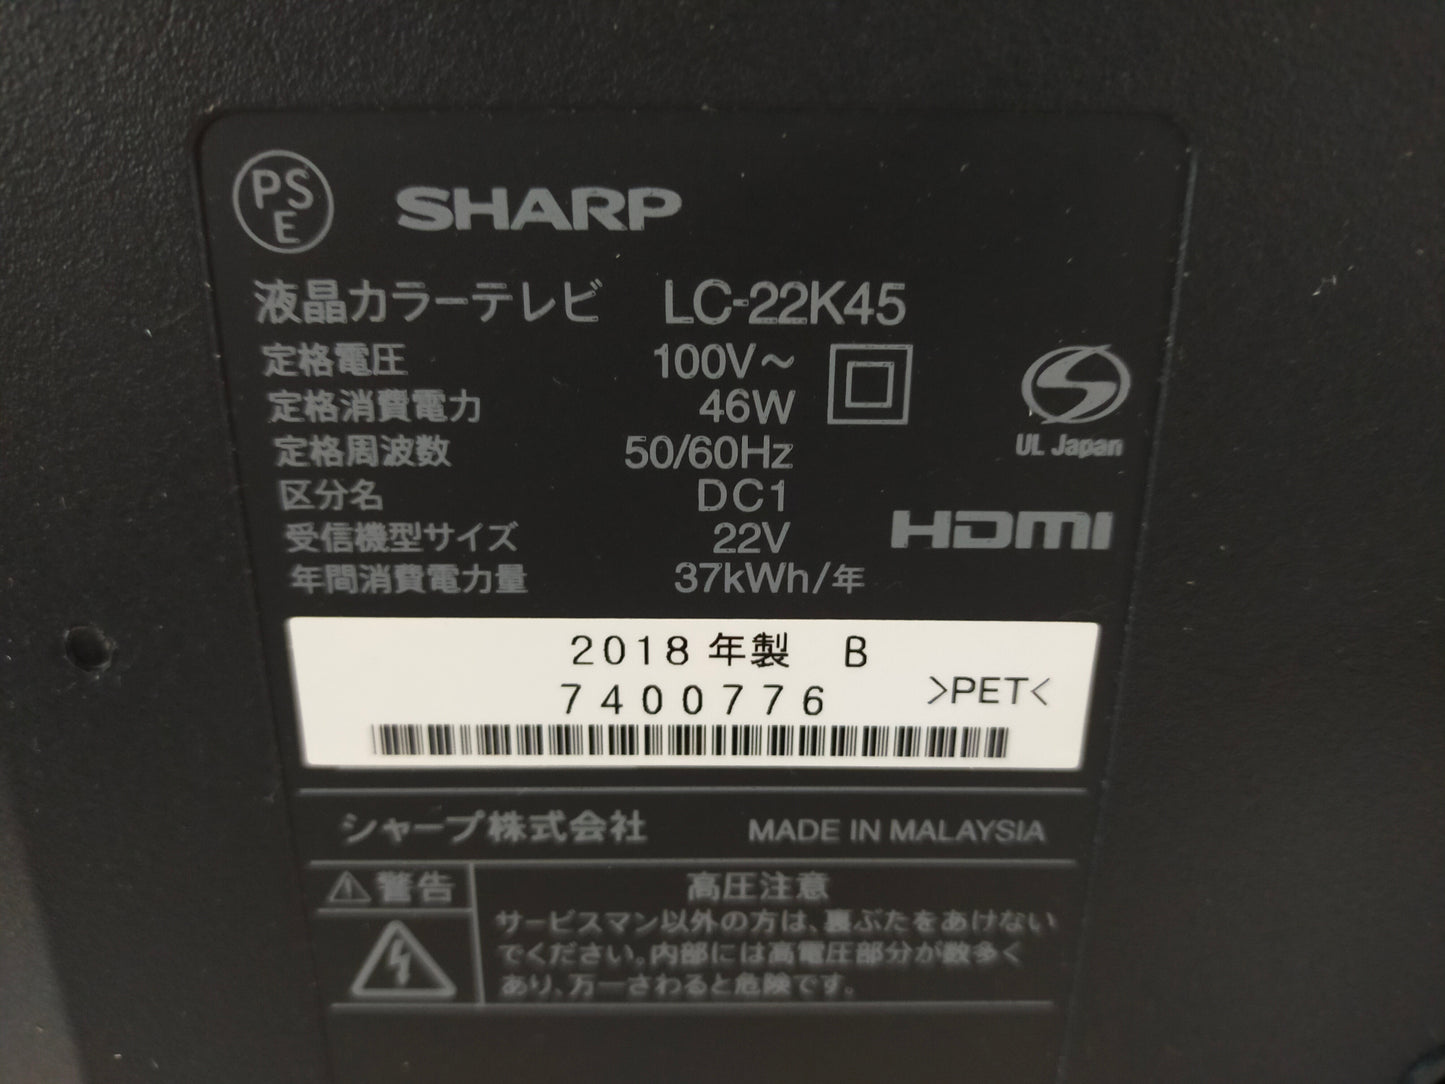 PSE SHARP
液晶カラーテレビ LC-22K45
定格電圧 100V～
定格消費電力 46W
定格周波数 50/60Hz
区分名 DC1
受信機型サイズ 22V
年間消費電力量 37kWh/年
UL Japan
HDMI
2018年製 B
7400776 >PET<
シャープ株式会社 MADE IN MALAYSIA
⚠警告 高圧注意
サービスマン以外の方は、裏ぶたをあけない
でください。内部には高電圧部分が数多く
あり、万一さわると危険です。